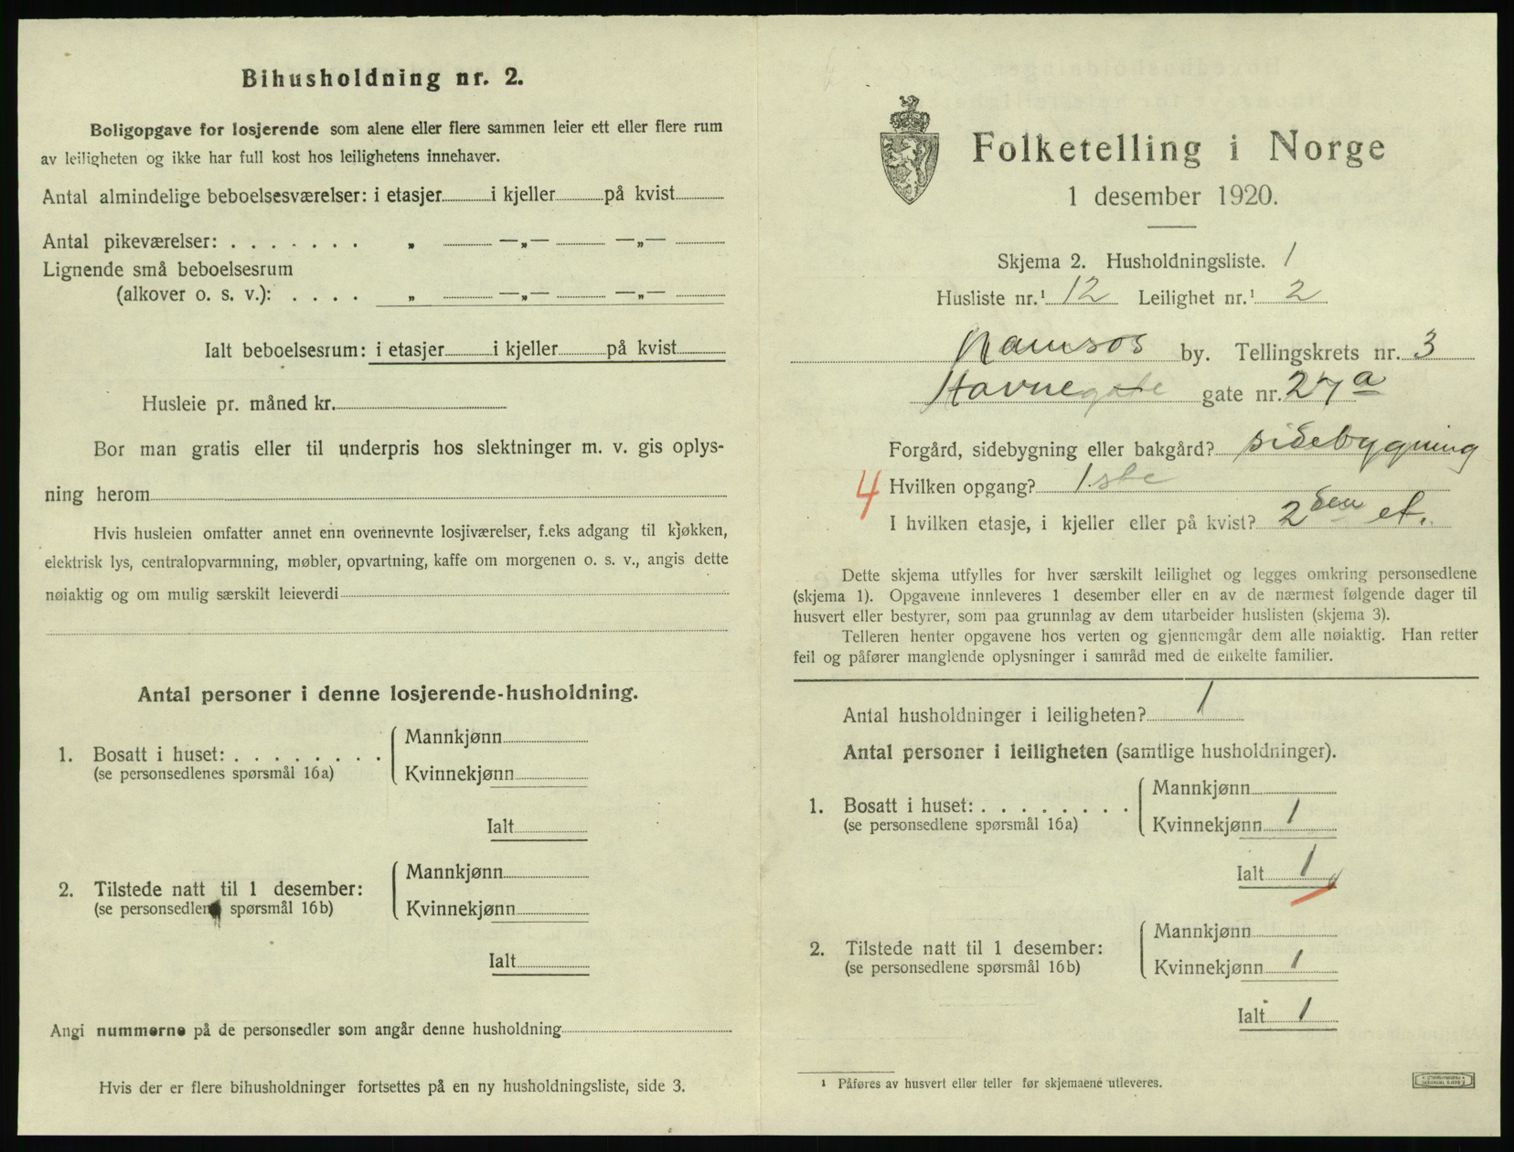 Bihusholdning nr. 2.
Boligopgave for losjerende som alene eller flere sammen leier ett eller flere rum
av leiligheten og ikke har full kost hos leilighetens innehaver.
Antal almindelige beboelsesværelser: i etasjer i kjeller på kvist
Antal pikeværelser: . . . . . . . „ —„— —„—
Lignende små beboelsesrum
(alkover o. s. v.): . . . . „ —„— —„—
Ialt beboelsesrum: i etasjer i kjeller på kvist
Husleie pr. måned kr.
Bor man gratis eller til underpris hos slektninger m. v. gis oplys-
ning herom
Hvis husleien omfatter annet enn ovennevnte losjiværelser, f.eks adgang til kjøkken,
elektrisk lys, centralopvarmning, møbler, opvartning, kaffe om morgenen o. s. v., angis dette
nøiaktig og om mulig særskilt leieverdi
Antal personer i denne losjerende-husholdning.
1. Bosatt i huset: . . . . . . . .
(se personsedlenes spørsmål 16a)
Mannkjønn
Kvinnekjønn
Ialt
2. Tilstede natt til 1 desember:
(se personsedlene spørsmål 16b)
Mannkjønn
Kvinnekjønn
Ialt
Angi nummerne på de personsedler som angår denne husholdning
Hvis der er flere bihusholdninger fortsettes på en ny husholdningsliste, side 3.
Folketelling i Norge
1 desember 1920.
Skjema 2. Husholdningsliste. 1
Husliste nr.¹ 12 Leilighet nr.¹ 2
Namsos by. Tellingskrets nr. 3
Havnegate gate nr. 27 a
Forgård, sidebygning eller bakgård? sidebygning
4 Hvilken opgang? 1.ste
I hvilken etasje, i kjeller eller på kvist? 2den et.
Dette skjema utfylles for hver særskilt leilighet og legges omkring personsedlene
(skjema 1). Opgavene innleveres 1 desember eller en av de nærmest følgende dager til
husvert eller bestyrer, som paa grunnlag av dem utarbeider huslisten (skjema 3).
Telleren henter opgavene hos verten og gjennemgår dem alle nøiaktig. Han retter
feil og påfører manglende oplysninger i samråd med de enkelte familier.
Antal husholdninger i leiligheten? 1
Antal personer i leiligheten (samtlige husholdninger).
1. Bosatt i huset: . . . . . . . .
(se personsedlene spørsmål 16a)
Mannkjønn
Kvinnekjønn 1
Ialt 1
2. Tilstede natt til 1 desember:
(se personsedlene spørsmål 16b)
Mannkjønn
Kvinnekjønn 1
Ialt 1
¹ Påføres av husvert eller teller før skjemaene utleveres.